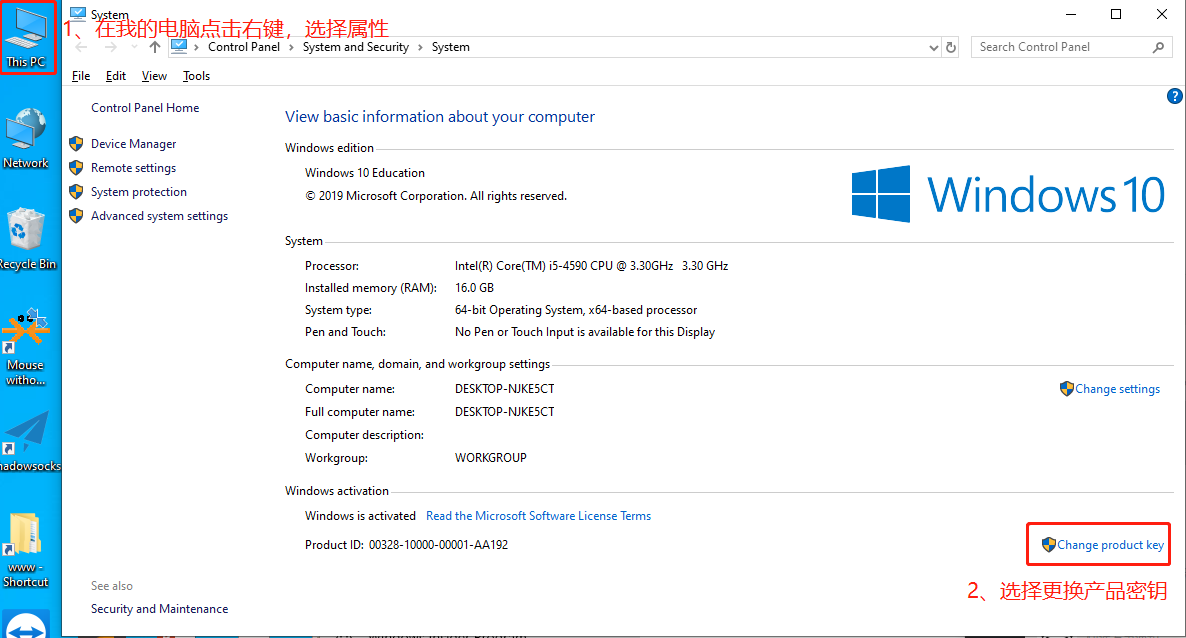 System
1、在我的电脑点击右键，选择属性
This PC
Control Panel > System and Security > System
Search Control Panel
File Edit View Tools
Control Panel Home
Device Manager
Remote settings
System protection
Advanced system settings
Network
Recycle Bin
Mouse
witho...
hadowsocks
www -
Shortcut
View basic information about your computer
Windows edition
Windows 10 Education
© 2019 Microsoft Corporation. All rights reserved.
Windows 10
System
Processor: Intel(R) Core(TM) i5-4590 CPU @ 3.30GHz 3.30 GHz
Installed memory (RAM): 16.0 GB
System type: 64-bit Operating System, x64-based processor
Pen and Touch: No Pen or Touch Input is available for this Display
Computer name, domain, and workgroup settings
Computer name: DESKTOP-NJKE5CT
Change settings
Full computer name: DESKTOP-NJKE5CT
Computer description:
Workgroup: WORKGROUP
Windows activation
Windows is activated Read the Microsoft Software License Terms
Product ID: 00328-10000-00001-AA192
Change product key
2、选择更换产品密钥
See also
Security and Maintenance